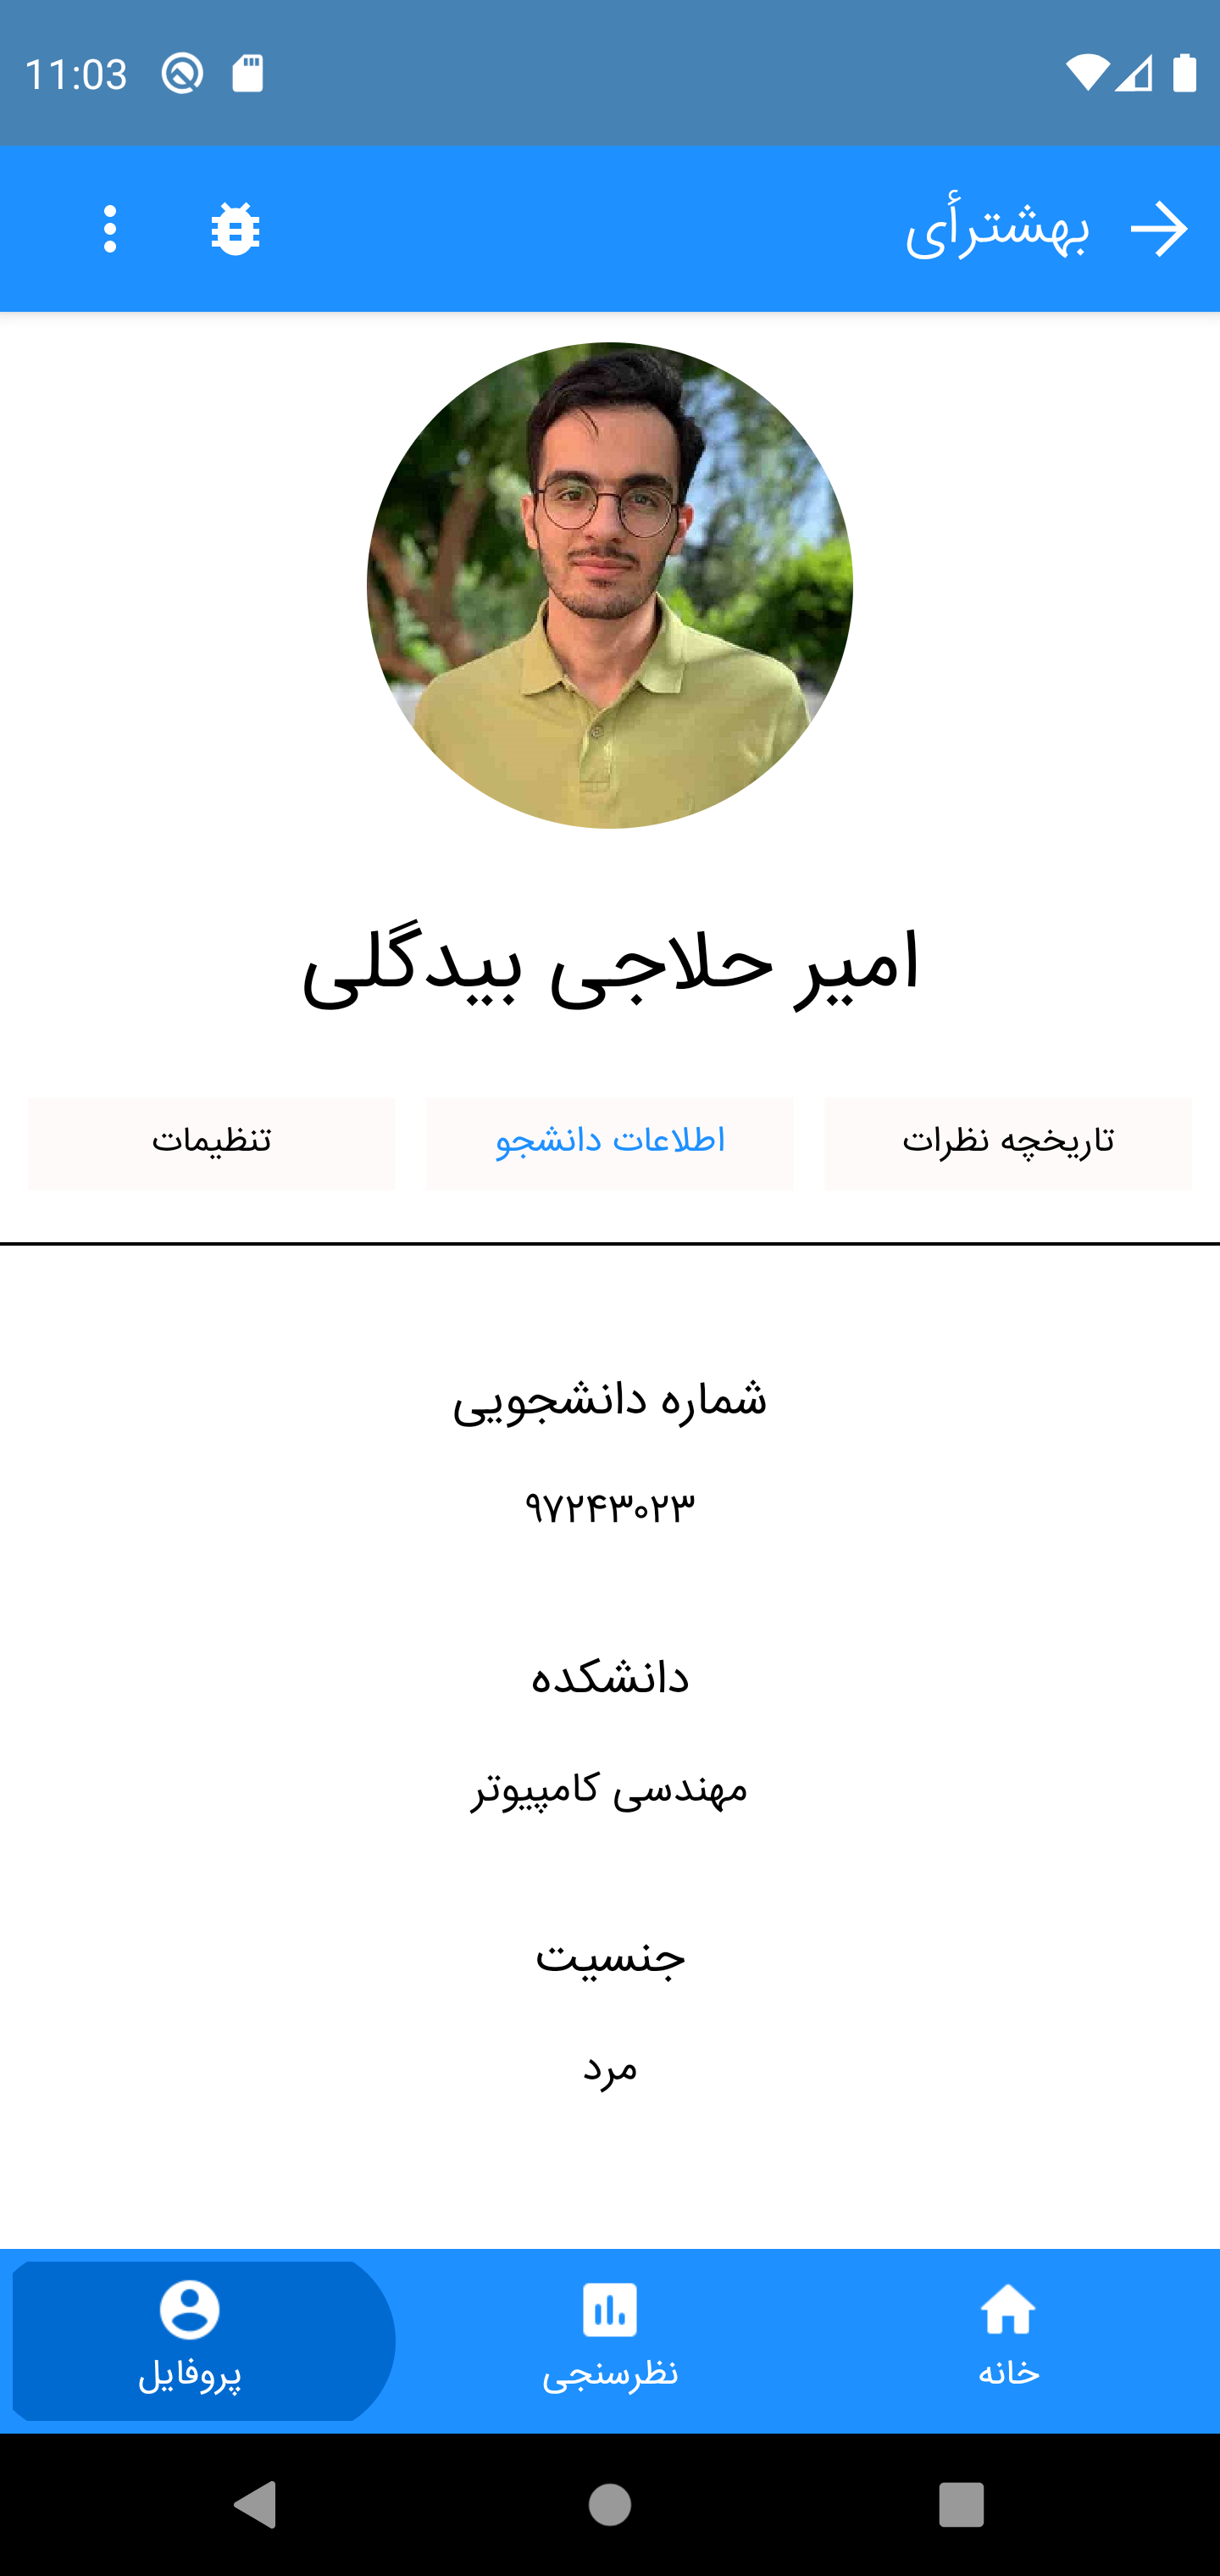 11:03
بهشترأی
امیر حلاجی بیدگلی
تاریخچه نظرات
اطلاعات دانشجو
تنظیمات
شماره دانشجویی
۹۷۲۴۳۰۲۳
دانشکده
مهندسی کامپیوتر
جنسیت
مرد
خانه
نظرسنجی
پروفایل